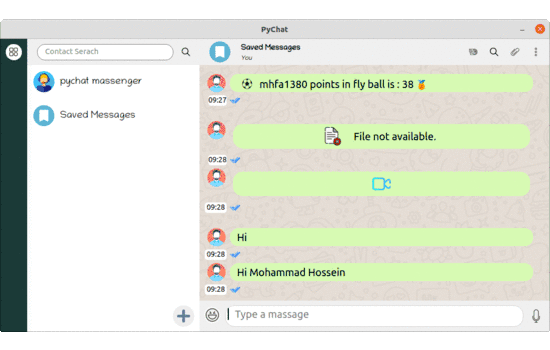 PyChat
Contact Serach
Saved Messages
You
pychat massenger
Saved Messages
mhfa1380 points in fly ball is : 38
09:27
File not available.
09:28
09:28
Hi
09:28
Hi Mohammad Hossein
09:28
Type a massage